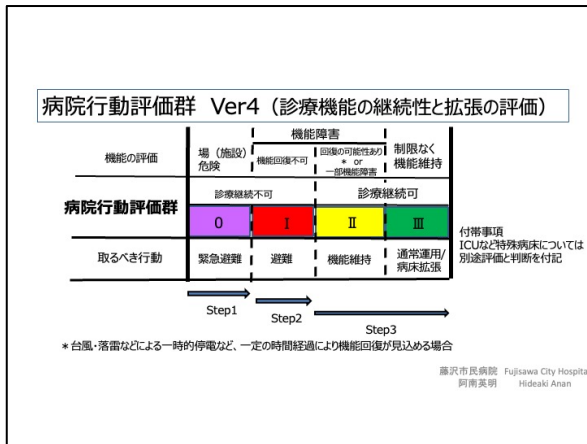 病院行動評価群 Ver4(診療機能の継続性と拡張の評価)
機能障害
機能の評価
場(施設)
危険
機能回復不可
回復の可能性あり
* or
一部機能障害
制限なく
機能維持
診療継続不可
診療継続可
病院行動評価群
0
I
II
III
取るべき行動
緊急避難
避難
機能維持
通常運用/
病床拡張
付帯事項
ICUなど特殊病床については
別途評価と判断を付記
Step1
Step2
Step3
*台風・落雷などによる一時的停電など、一定の時間経過により機能回復が見込める場合
藤沢市民病院 Fujisawa City Hospita
阿南英明 Hideaki Anan